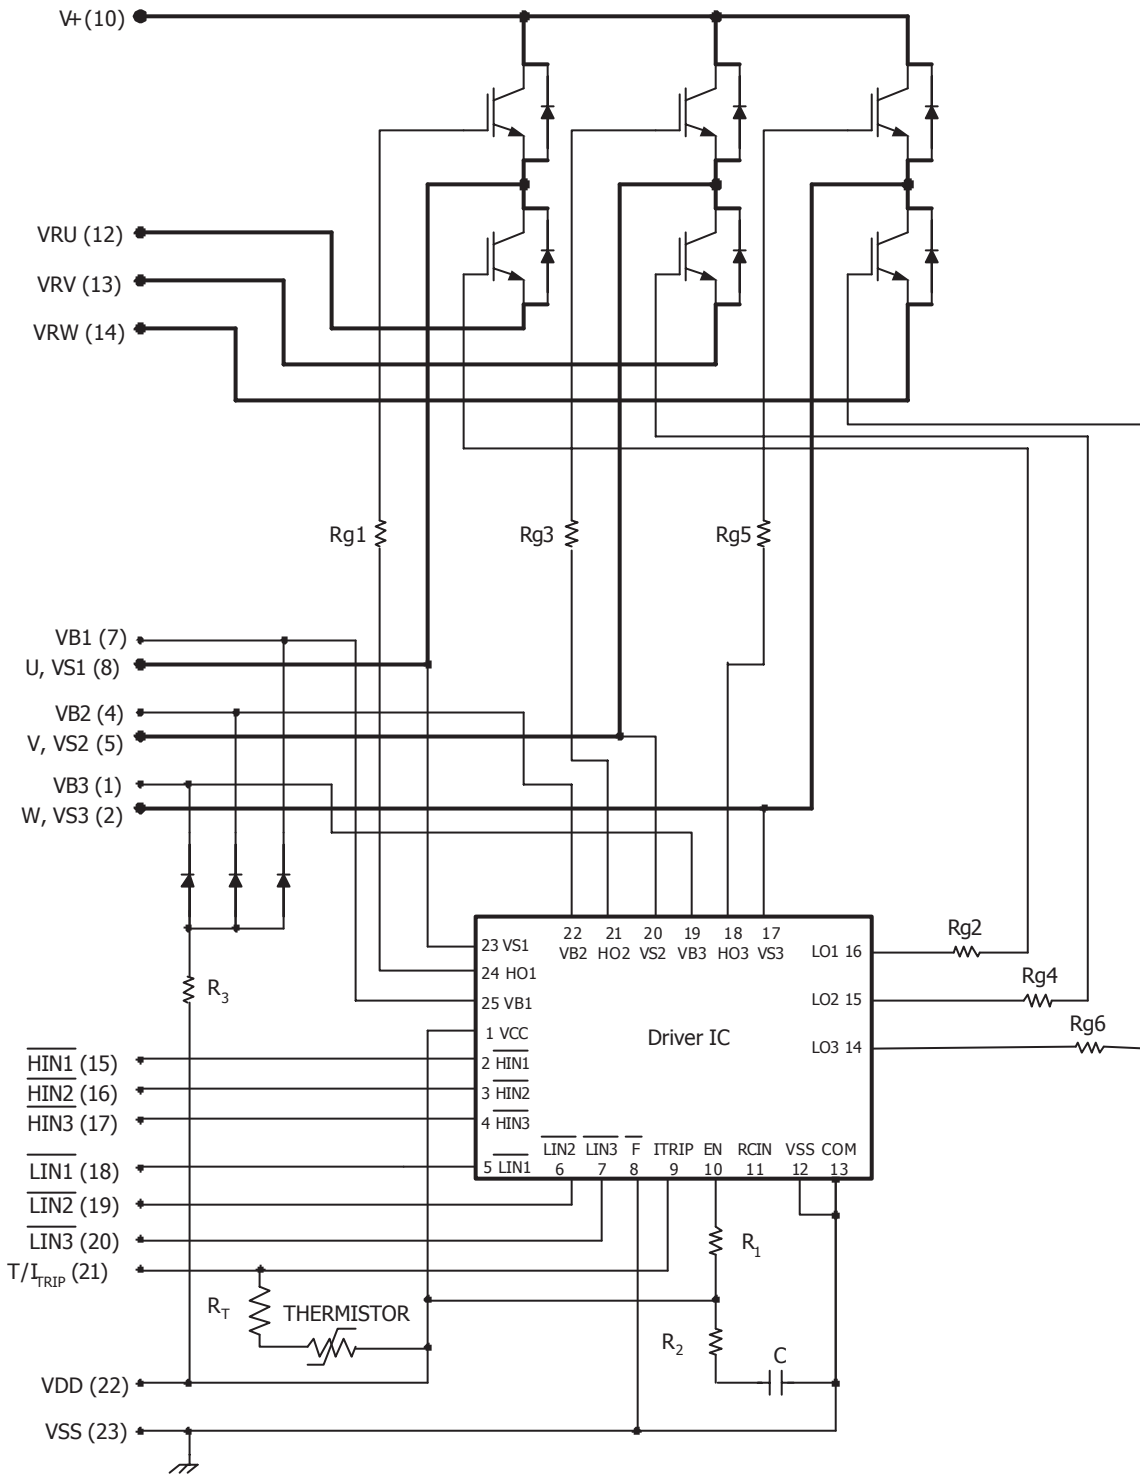 V+(10)
VRU (12)
VRV (13)
VRW (14)
Rg1
Rg3
Rg5
VB1 (7)
U, VS1 (8)
VB2 (4)
V, VS2 (5)
VB3 (1)
W, VS3 (2)
22 21 20 19 18 17
VB2 HO2 VS2 VB3 HO3 VS3
23 VS1
24 HO1
25 VB1
1 VCC
2 HIN1
3 HIN2
4 HIN3
5 LIN1
Driver IC
LO1 16
LO2 15
LO3 14
Rg2
Rg4
Rg6
LIN2 LIN3 F ITRIP EN RCIN VSS COM
6 7 8 9 10 11 12 13
R3
HIN1 (15)
HIN2 (16)
HIN3 (17)
LIN1 (18)
LIN2 (19)
LIN3 (20)
T/ITRIP (21)
RT
THERMISTOR
R1
R2
C
VDD (22)
VSS (23)